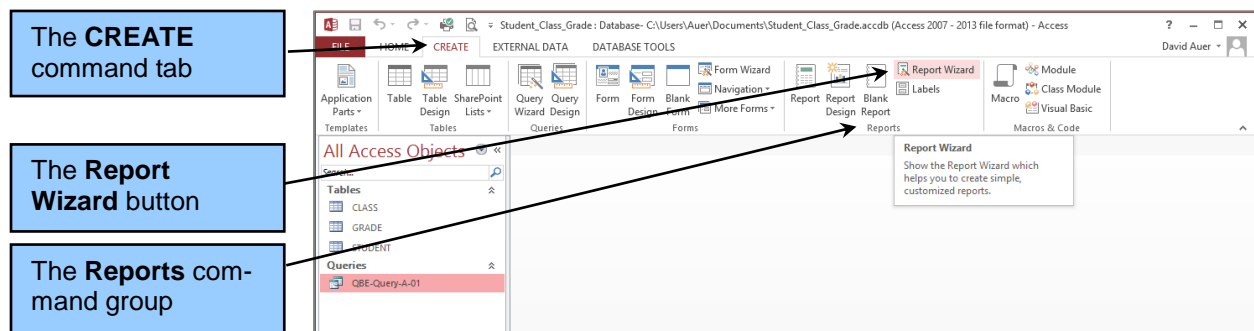 The CREATE
command tab
The Report
Wizard button
The Reports com-
mand group
Student_Class_Grade : Database- C:\Users\Auer\Documents\Student_Class_Grade.accdb (Access 2007 - 2013 file format) - Access
FILE HOME CREATE EXTERNAL DATA DATABASE TOOLS David Auer
Application Parts
Table
Table Design
SharePoint Lists
Query Wizard
Query Design
Form
Form Design
Blank Form
Form Wizard
Navigation
More Forms
Report
Report Design
Blank Report
Report Wizard
Labels
Macro
Module
Class Module
Visual Basic
Templates Tables Queries Forms Reports Macros & Code
All Access Objects
Search...
Tables
CLASS
GRADE
STUDENT
Queries
QBE-Query-A-01
Report Wizard
Show the Report Wizard which
helps you to create simple,
customized reports.